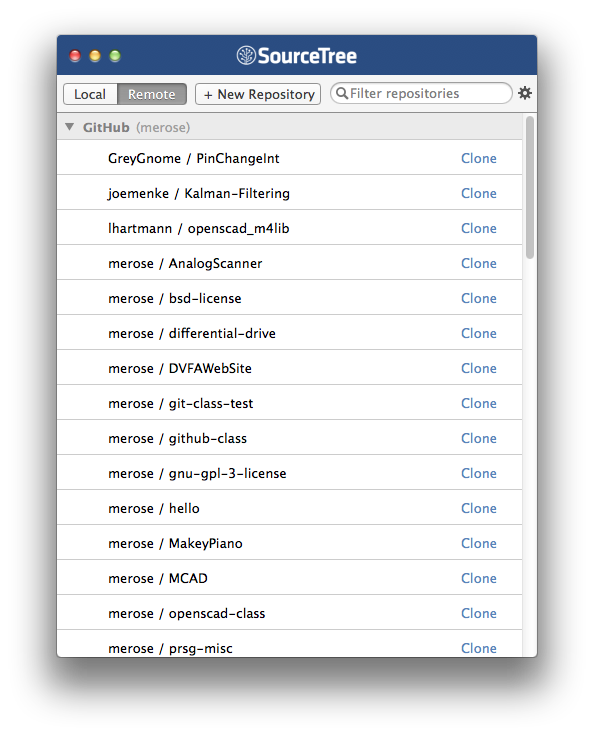 SourceTree
Local Remote + New Repository Filter repositories
GitHub (merose)
GreyGnome / PinChangeInt Clone
joemenke / Kalman-Filtering Clone
lhartmann / openscad_m4lib Clone
merose / AnalogScanner Clone
merose / bsd-license Clone
merose / differential-drive Clone
merose / DVFAWebSite Clone
merose / git-class-test Clone
merose / github-class Clone
merose / gnu-gpl-3-license Clone
merose / hello Clone
merose / MakeyPiano Clone
merose / MCAD Clone
merose / openscad-class Clone
merose / prsg-misc Clone